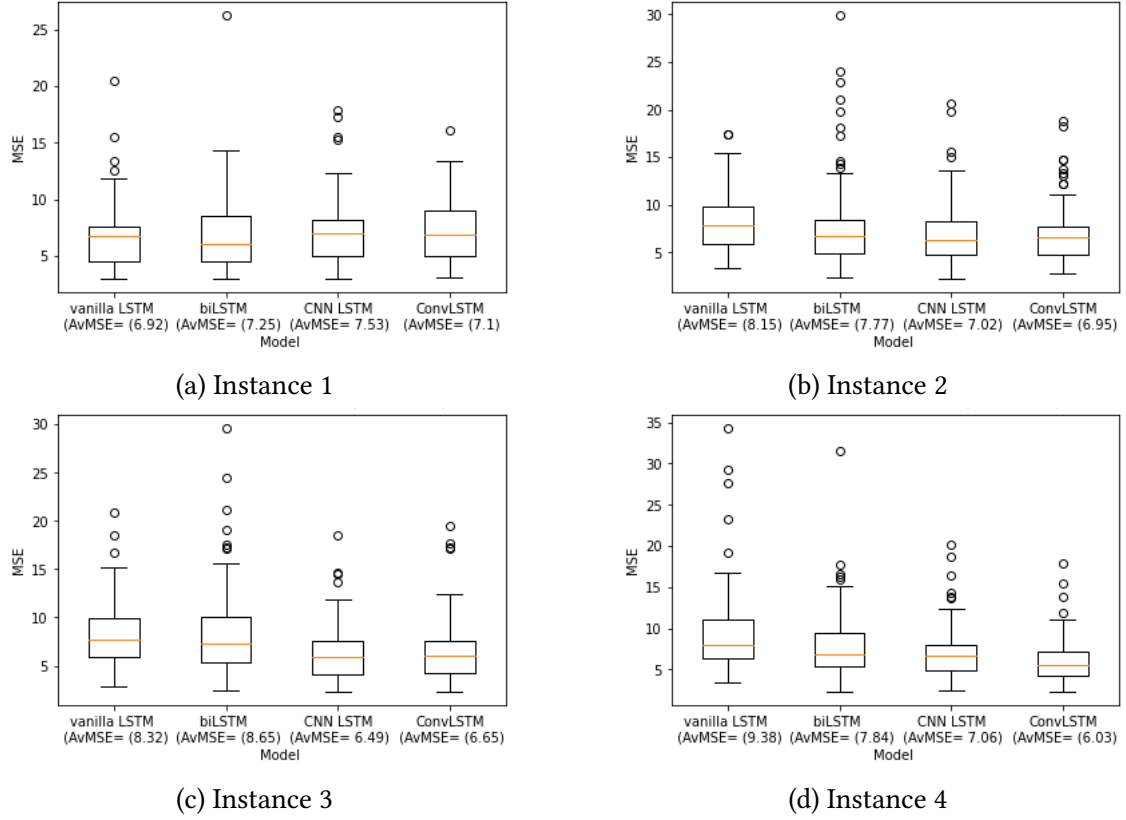 25
20
15
10
5
MSE
vanilla LSTM biLSTM CNN LSTM ConvLSTM
(AvMSE= (6.92) (AvMSE= (7.25) (AvMSE= 7.53) (AvMSE= (7.1)
Model
(a) Instance 1
30
25
20
15
10
5
MSE
vanilla LSTM biLSTM CNN LSTM ConvLSTM
(AvMSE= (8.15) (AvMSE= (7.77) (AvMSE= 7.02) (AvMSE= (6.95)
Model
(b) Instance 2
30
25
20
15
10
5
MSE
vanilla LSTM biLSTM CNN LSTM ConvLSTM
(AvMSE= (8.32) (AvMSE= (8.65) (AvMSE= 6.49) (AvMSE= (6.65)
Model
(c) Instance 3
35
30
25
20
15
10
5
MSE
vanilla LSTM biLSTM CNN LSTM ConvLSTM
(AvMSE= (9.38) (AvMSE= (7.84) (AvMSE= 7.06) (AvMSE= (6.03)
Model
(d) Instance 4